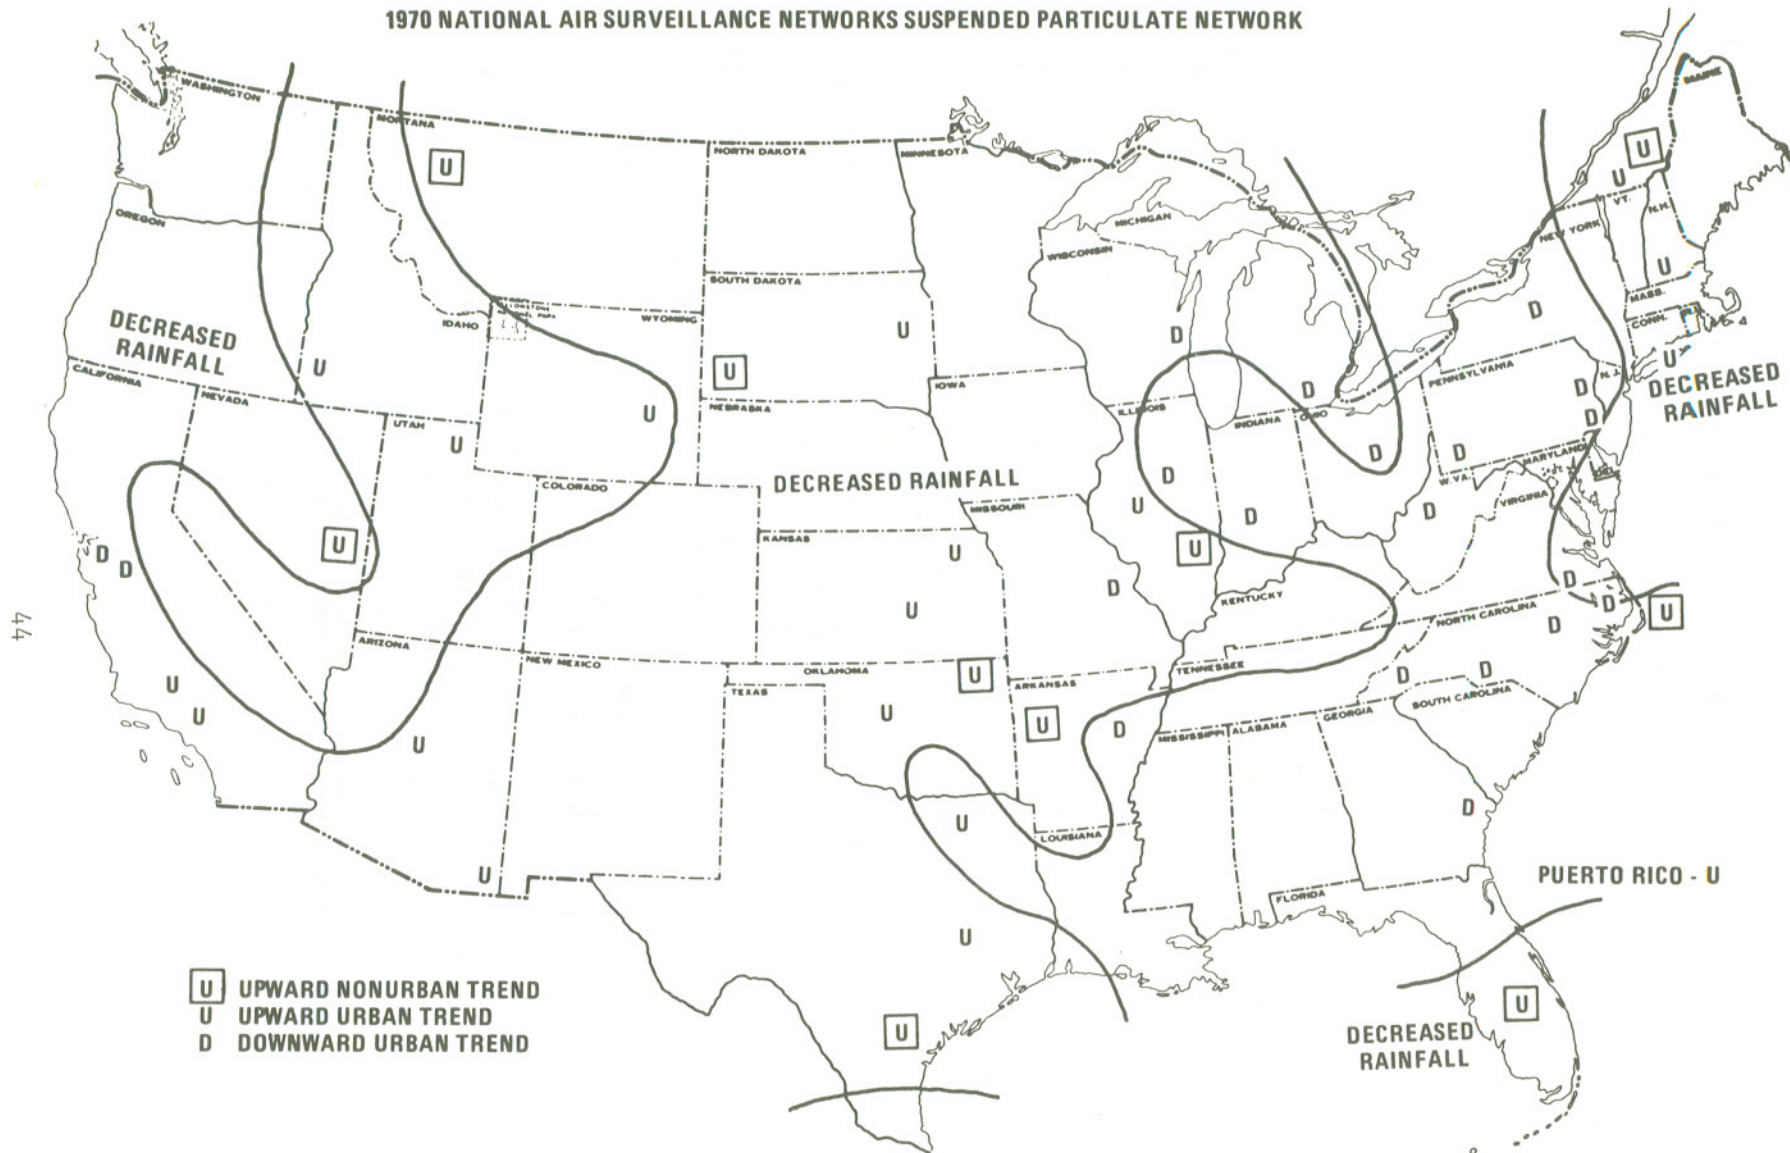 1970 NATIONAL AIR SURVEILLANCE NETWORKS SUSPENDED PARTICULATE NETWORK
WASHINGTON
MONTANA
NORTH DAKOTA
MINNESOTA
MAINE
U
U
U
VT.
N.H.
OREGON
MICHIGAN
NEW YORK
WISCONSIN
SOUTH DAKOTA
U
MASS.
CONN.
IDAHO
WYOMING
DECREASED
RAINFALL
U
D
D
U
CALIFORNIA
NEVADA
U
U
IOWA
D
PENNSYLVANIA
N.J.
D
DECREASED
RAINFALL
NEBRASKA
ILLINOIS
INDIANA
OHIO
U
D
UTAH
U
D
D
MARYLAND
DEL.
DECREASED RAINFALL
COLORADO
D
W.VA.
VIRGINIA
MISSOURI
U
D
D
KANSAS
U
U
U
D
D
D
D
D
KENTUCKY
D
U
U
NORTH CAROLINA
D
44
ARIZONA
NEW MEXICO
OKLAHOMA
TENNESSEE
U
ARKANSAS
D
D
U
TEXAS
SOUTH CAROLINA
U
U
U
D
MISSISSIPPI
ALABAMA
GEORGIA
U
D
U
LOUISIANA
U
PUERTO RICO - U
FLORIDA
U
U
U
U UPWARD NONURBAN TREND
U UPWARD URBAN TREND
D DOWNWARD URBAN TREND
DECREASED
RAINFALL